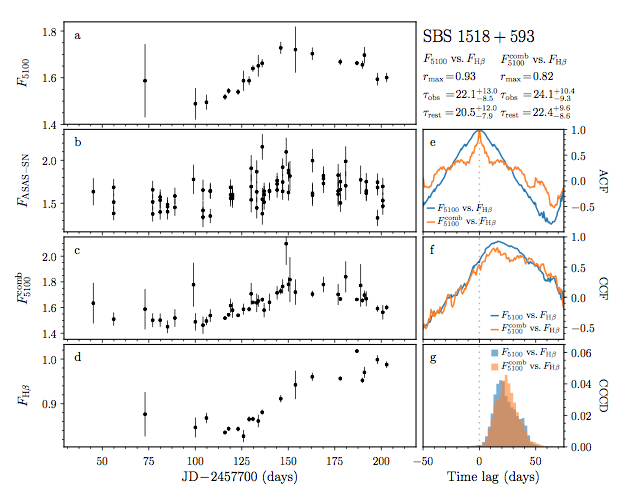 SBS 1518+593
F5100 vs. FHβ F5100comb vs. FHβ
rmax=0.93 rmax=0.82
τobs=22.1+13.0−8.5 τobs=24.1+10.4−9.3
τrest=20.5+12.0−7.9 τrest=22.4+9.6−8.6
a
1.8
1.6
1.4
F5100
b
2.0
1.5
FASAS−SN
c
2.0
1.8
1.6
1.4
F5100comb
d
1.0
0.9
FHβ
50 75 100 125 150 175 200
JD−2457700 (days)
e
1.0
0.5
0.0
−0.5
ACF
F5100 vs. FHβ
F5100comb vs. FHβ
f
1.0
0.5
0.0
−0.5
CCF
F5100 vs. FHβ
F5100comb vs. FHβ
g
F5100 vs. FHβ
F5100comb vs. FHβ
0.06
0.04
0.02
0.00
CCCD
−50 0 50
Time lag (days)